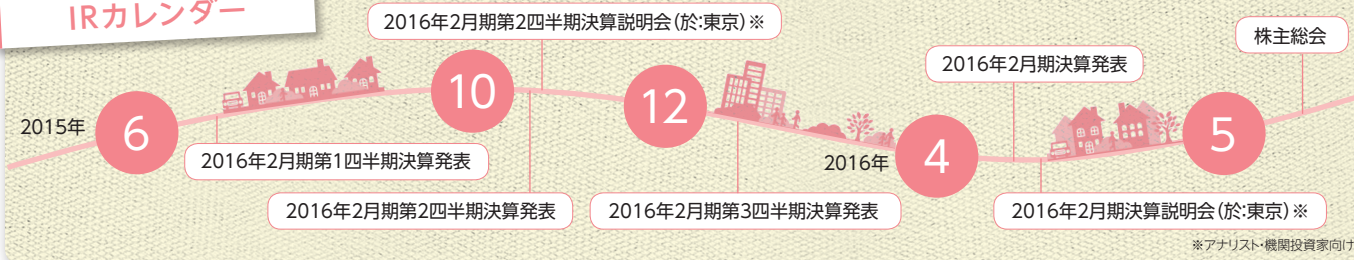 IRカレンダー
2015年
6
2016年2月期第1四半期決算発表
10
2016年2月期第2四半期決算発表
2016年2月期第2四半期決算説明会(於:東京)※
12
2016年2月期第3四半期決算発表
2016年
4
2016年2月期決算発表
2016年2月期決算説明会(於:東京)※
5
株主総会
※アナリスト・機関投資家向け